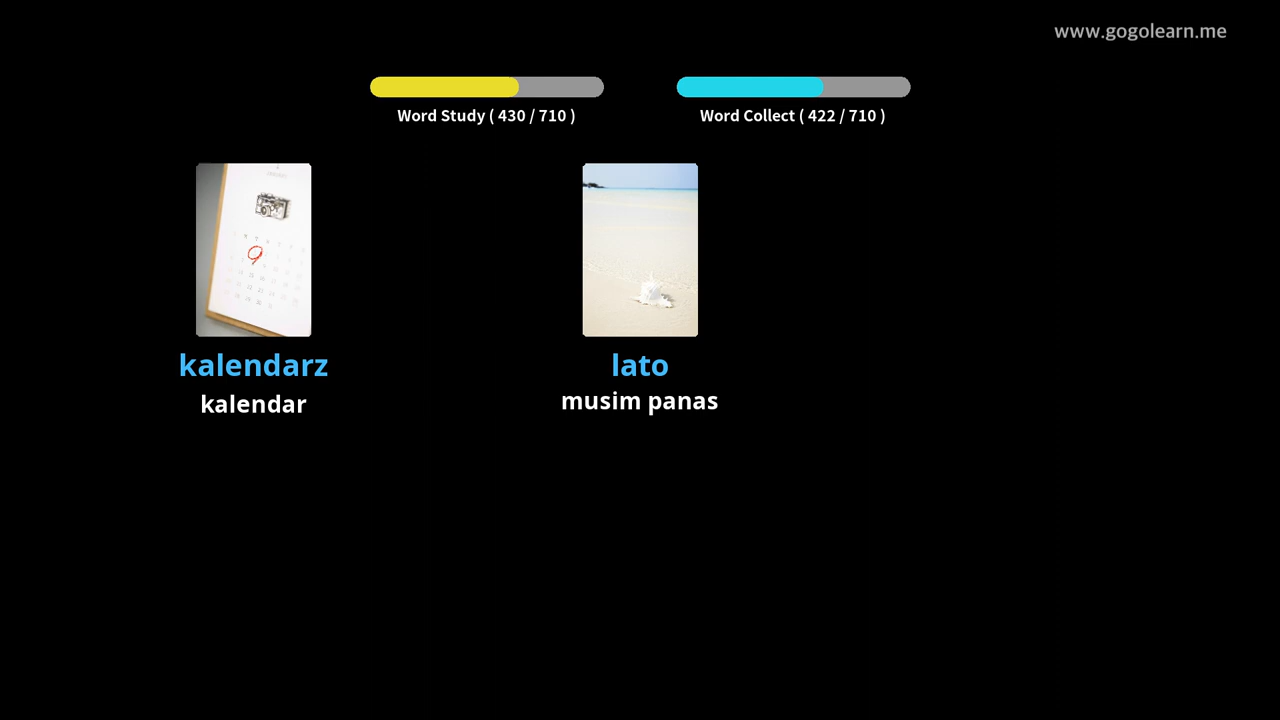 www.gogolearn.me
Word Study ( 430 / 710 )
Word Collect ( 422 / 710 )
kalendarz
lato
kalendar
musim panas